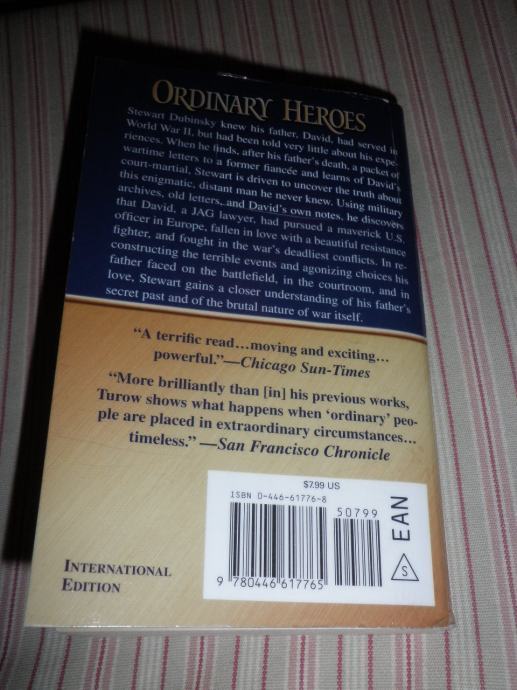 ORDINARY HEROES
Stewart Dubinsky knew his father, David, had served in
World War II, but had been told very little about his expe-
riences. When he finds, after his father's death, a packet of
wartime letters to a former fiancée and learns of David's
court-martial, Stewart is driven to uncover the truth about
this enigmatic, distant man he never knew. Using military
archives, old letters, and David's own notes, he discovers
that David, a JAG lawyer, had pursued a maverick U.S.
officer in Europe, fallen in love with a beautiful resistance
fighter, and fought in the war's deadliest conflicts. In re-
constructing the terrible events and agonizing choices his
father faced on the battlefield, in the courtroom, and in
love, Stewart gains a closer understanding of his father's
secret past and of the brutal nature of war itself.
"A terrific read...moving and exciting...
powerful."—Chicago Sun-Times
"More brilliantly than [in] his previous works,
Turow shows what happens when 'ordinary' peo-
ple are placed in extraordinary circumstances...
timeless." —San Francisco Chronicle
$7.99 US
ISBN 0-446-61776-8
50799
EAN
S
9 780446 617765
INTERNATIONAL
EDITION